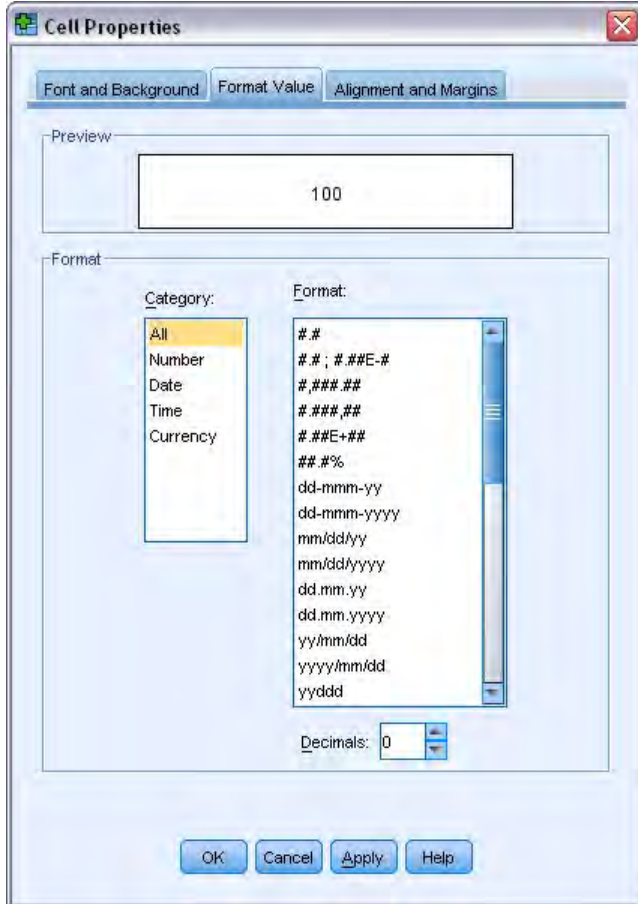 Cell Properties
Font and Background
Format Value
Alignment and Margins
Preview
100
Format
Category:
All
Number
Date
Time
Currency
Format:
#.#
#.# ; #.##E-#
#,###.##
#.###,##
#.##E+##
##.#%
dd-mmm-yy
dd-mmm-yyyy
mm/dd/yy
mm/dd/yyyy
dd.mm.yy
dd.mm.yyyy
yy/mm/dd
yyyy/mm/dd
yyddd
Decimals: 0
OK
Cancel
Apply
Help